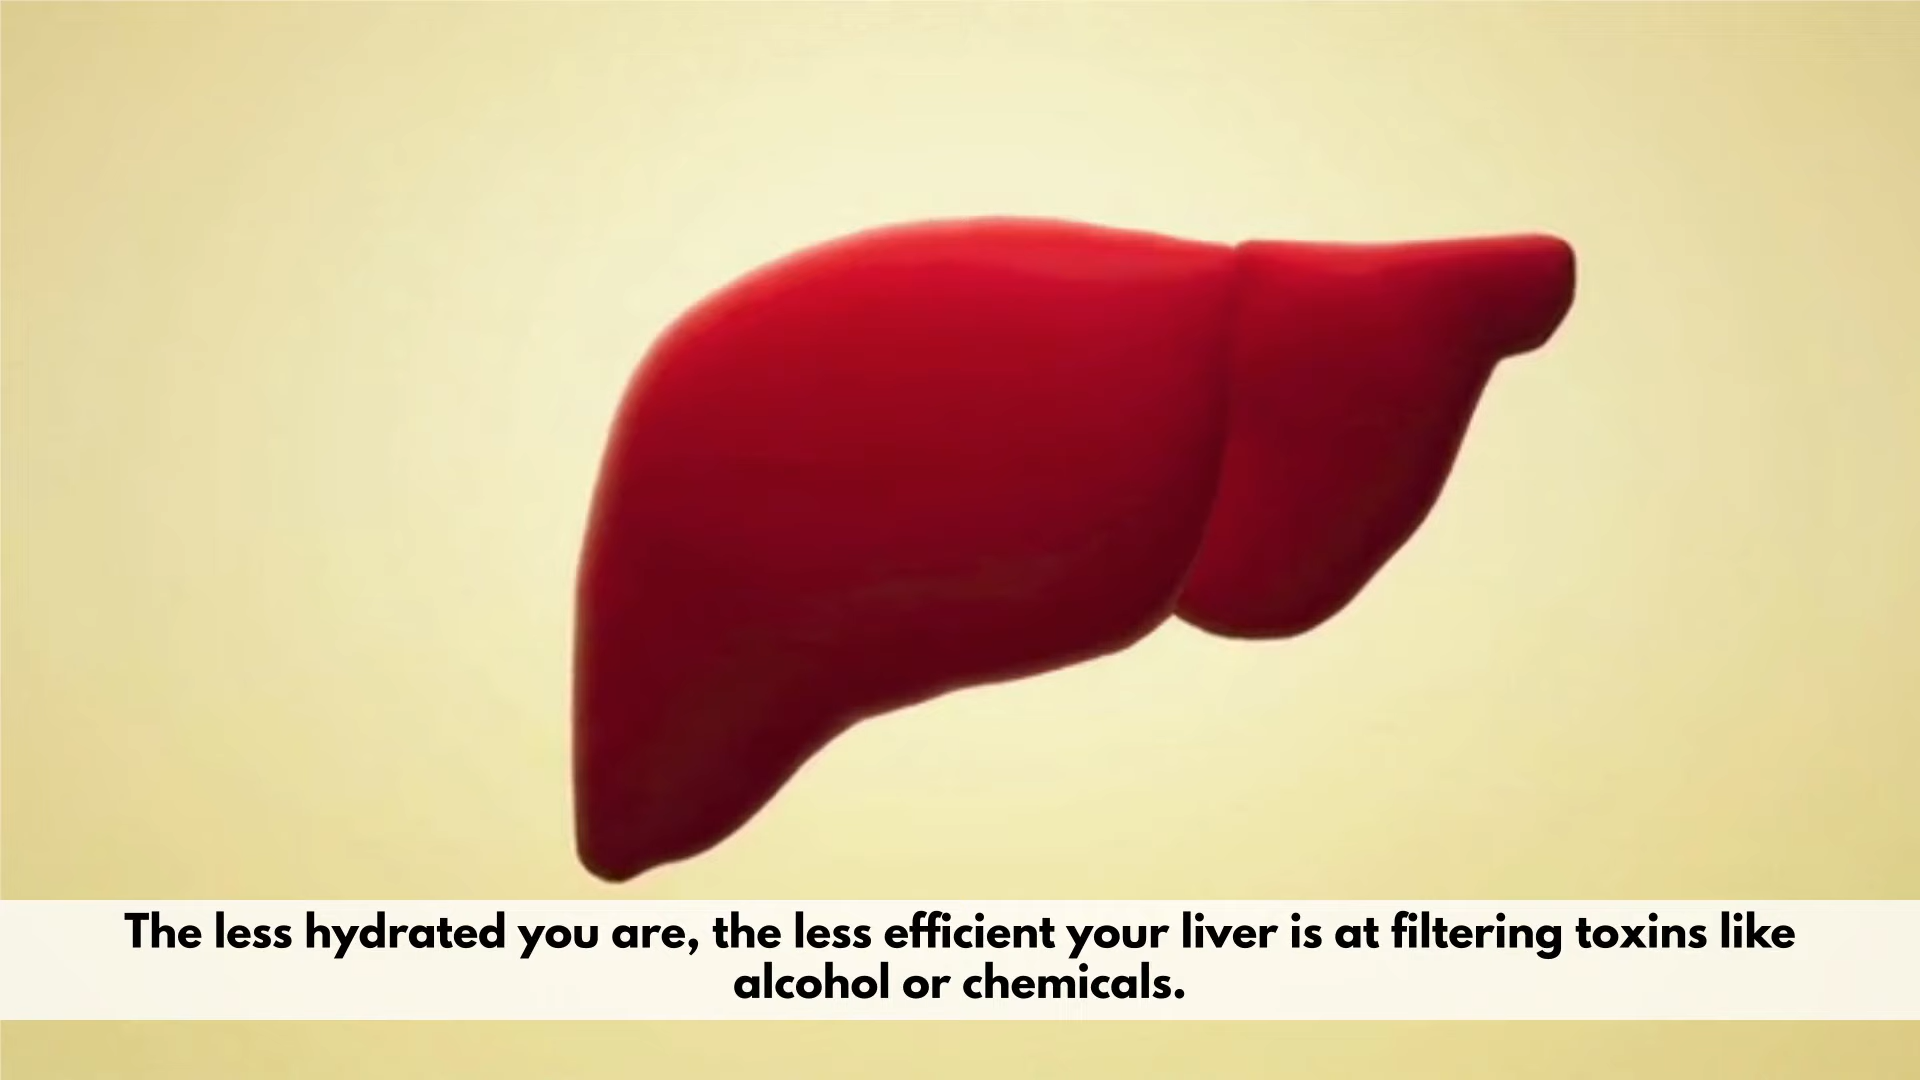 The less hydrated you are, the less efficient your liver is at filtering toxins like
alcohol or chemicals.